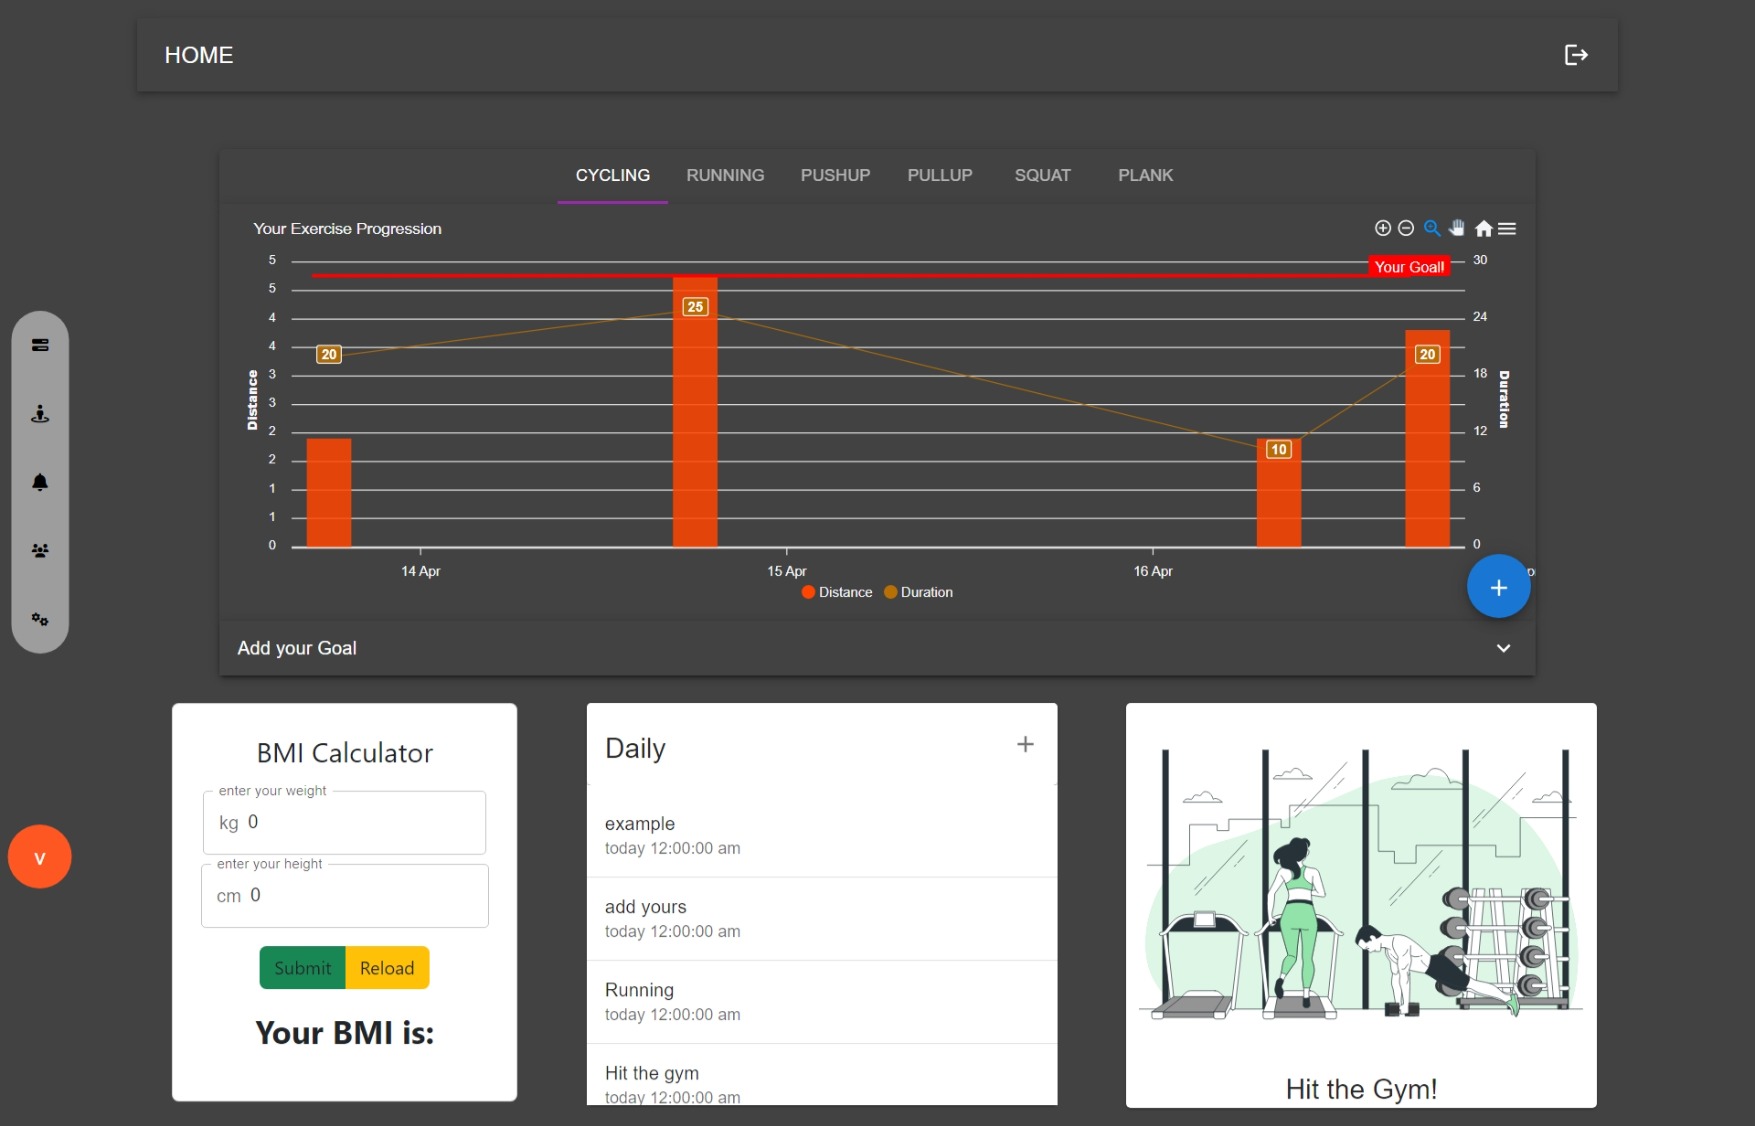 HOME
CYCLING RUNNING PUSHUP PULLUP SQUAT PLANK
Your Exercise Progression
Your Goal!
5
5
4
4
3
3
2
2
1
1
0
Distance
30
24
18
12
6
0
Duration
20
25
10
20
14 Apr 15 Apr 16 Apr
Distance Duration
Add your Goal
v
BMI Calculator
enter your weight
kg 0
enter your height
cm 0
Submit Reload
Your BMI is:
Daily
example
today 12:00:00 am
add yours
today 12:00:00 am
Running
today 12:00:00 am
Hit the gym
today 12:00:00 am
Hit the Gym!